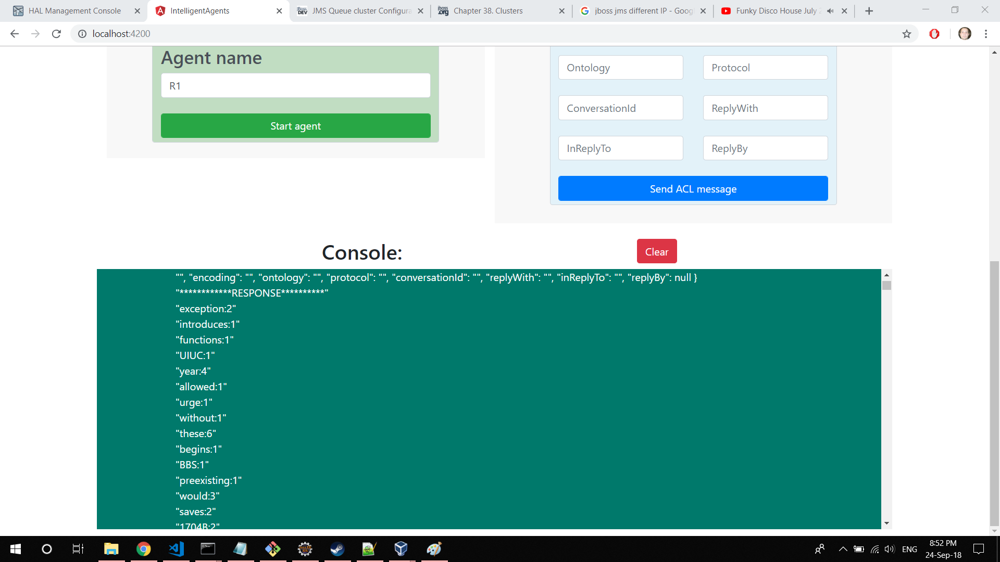 HAL Management Console
IntelligentAgents
JMS Queue cluster Configura
Chapter 38. Clusters
jboss jms different IP - Goog
Funky Disco House July 2
localhost:4200
Agent name
R1
Start agent
Ontology
Protocol
ConversationId
ReplyWith
InReplyTo
ReplyBy
Send ACL message
Console:
Clear
"", "encoding": "", "ontology": "", "protocol": "", "conversationId": "", "replyWith": "", "inReplyTo": "", "replyBy": null }
"************RESPONSE**********"
"exception:2"
"introduces:1"
"functions:1"
"UIUC:1"
"year:4"
"allowed:1"
"urge:1"
"without:1"
"these:6"
"begins:1"
"BBS:1"
"preexisting:1"
"would:3"
"saves:2"
"1704B:2"
ENG
8:52 PM
24-Sep-18